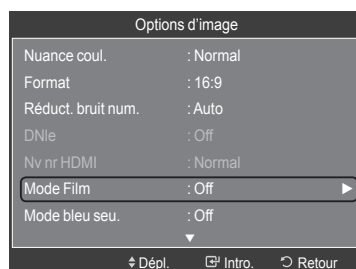 Options d’image
Nuance coul. : Normal
Format : 16:9
Réduct. bruit num. : Auto
DNIe : Off
Nv nr HDMI : Normal
Mode Film : Off ►
Mode bleu seu. : Off
▼
Dépl. Intro. Retour